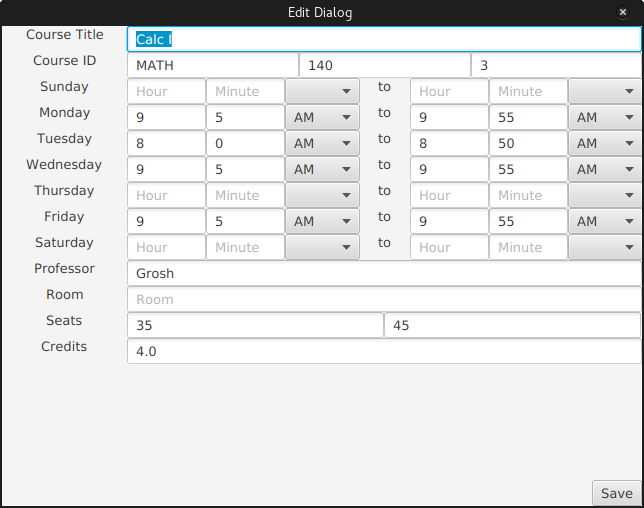 Edit Dialog
Course Title Calc I
Course ID MATH 140 3
Sunday Hour Minute to Hour Minute
Monday 9 5 AM to 9 55 AM
Tuesday 8 0 AM to 8 50 AM
Wednesday 9 5 AM to 9 55 AM
Thursday Hour Minute to Hour Minute
Friday 9 5 AM to 9 55 AM
Saturday Hour Minute to Hour Minute
Professor Grosh
Room Room
Seats 35 45
Credits 4.0
Save